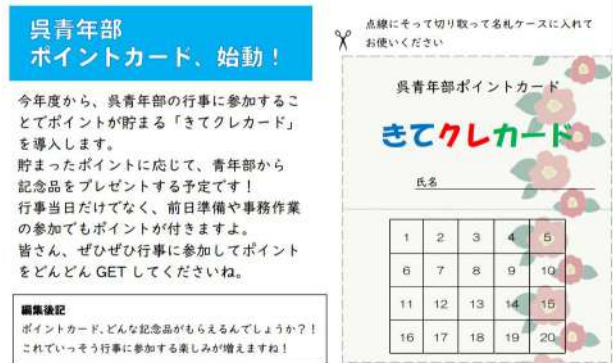 呉青年部
ポイントカード、始動！
今年度から、呉青年部の行事に参加するこ
とでポイントが貯まる「きてクレカード」
を導入します。
貯まったポイントに応じて、青年部から
記念品をプレゼントする予定です！
行事当日だけでなく、前日準備や事務作業
の参加でもポイントが付きますよ。
皆さん、ぜひぜひ行事に参加してポイント
をどんどん GET してくださいね。
編集後記
ポイントカード、どんな記念品がもらえるんでしょうか？！
これでいっそう行事に参加する楽しみが増えますね！
点線にそって切り取って名札ケースに入れて
お使いください
呉青年部ポイントカード
きてクレカード
氏名
1 2 3 4 5
6 7 8 9 10
11 12 13 14 15
16 17 18 19 20